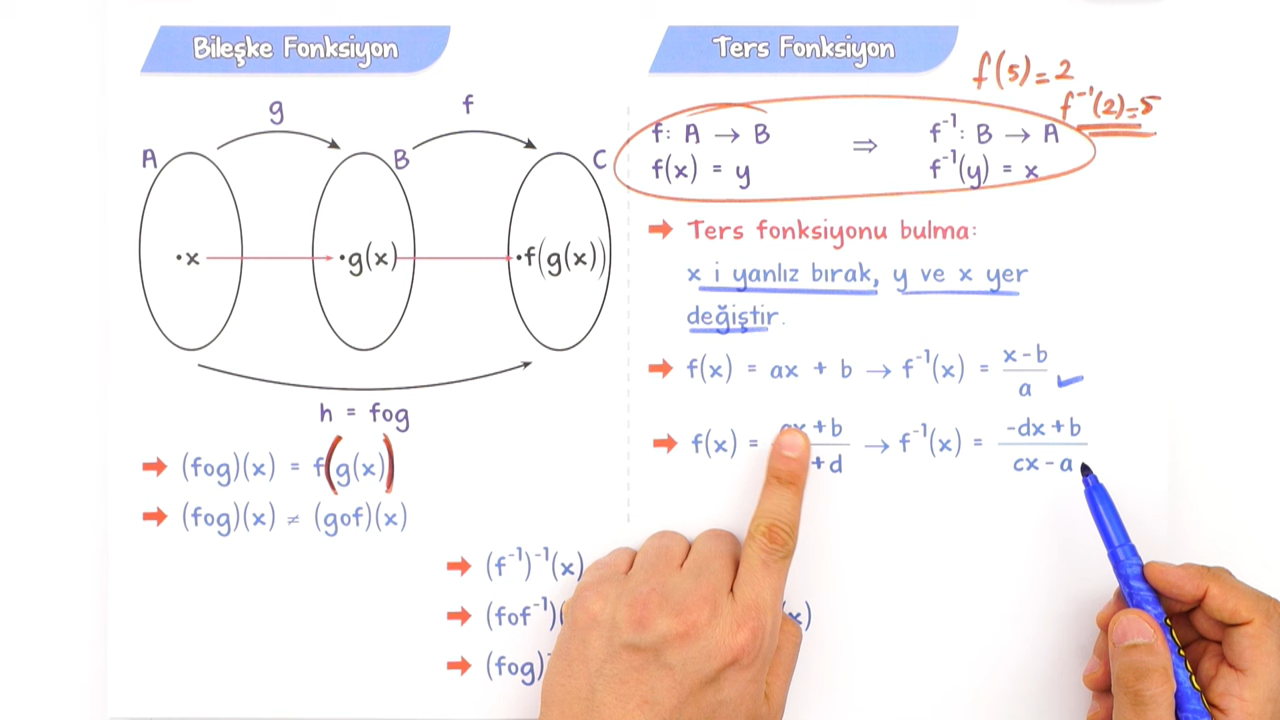 Bileşke Fonksiyon
g
f
A
B
C
·x
·g(x)
·f(g(x))
h = fog
➡ (fog)(x) = f(g(x))
➡ (fog)(x) ≠ (gof)(x)
Ters Fonksiyon
f(5)=2
f⁻¹(2)=5
f: A → B ⇒ f⁻¹: B → A
f(x) = y f⁻¹(y) = x
➡ Ters fonksiyonu bulma:
x i yanlız bırak, y ve x yer
değiştir.
➡ f(x) = ax + b → f⁻¹(x) = (x-b)/a
➡ f(x) = +b / +d → f⁻¹(x) = (-dx+b)/(cx-a)
➡ (f⁻¹)⁻¹(x)
➡ (fof⁻¹)( x)
➡ (fog)